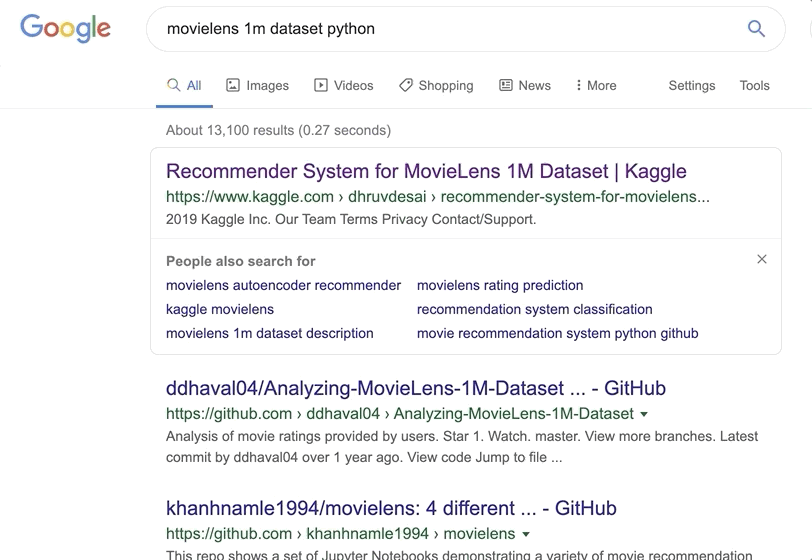 Google
movielens 1m dataset python
All Images Videos Shopping News More Settings Tools
About 13,100 results (0.27 seconds)
Recommender System for MovieLens 1M Dataset | Kaggle
https://www.kaggle.com › dhruvdesai › recommender-system-for-movielens...
2019 Kaggle Inc. Our Team Terms Privacy Contact/Support.
People also search for
movielens autoencoder recommender movielens rating prediction
kaggle movielens recommendation system classification
movielens 1m dataset description movie recommendation system python github
ddhaval04/Analyzing-MovieLens-1M-Dataset ... - GitHub
https://github.com › ddhaval04 › Analyzing-MovieLens-1M-Dataset
Analysis of movie ratings provided by users. Star 1. Watch. master. View more branches. Latest
commit by ddhaval04 over 1 year ago. View code Jump to file ...
khanhnamle1994/movielens: 4 different ... - GitHub
https://github.com › khanhnamle1994 › movielens
This repo shows a set of Jupyter Notebooks demonstrating a variety of movie recommendation